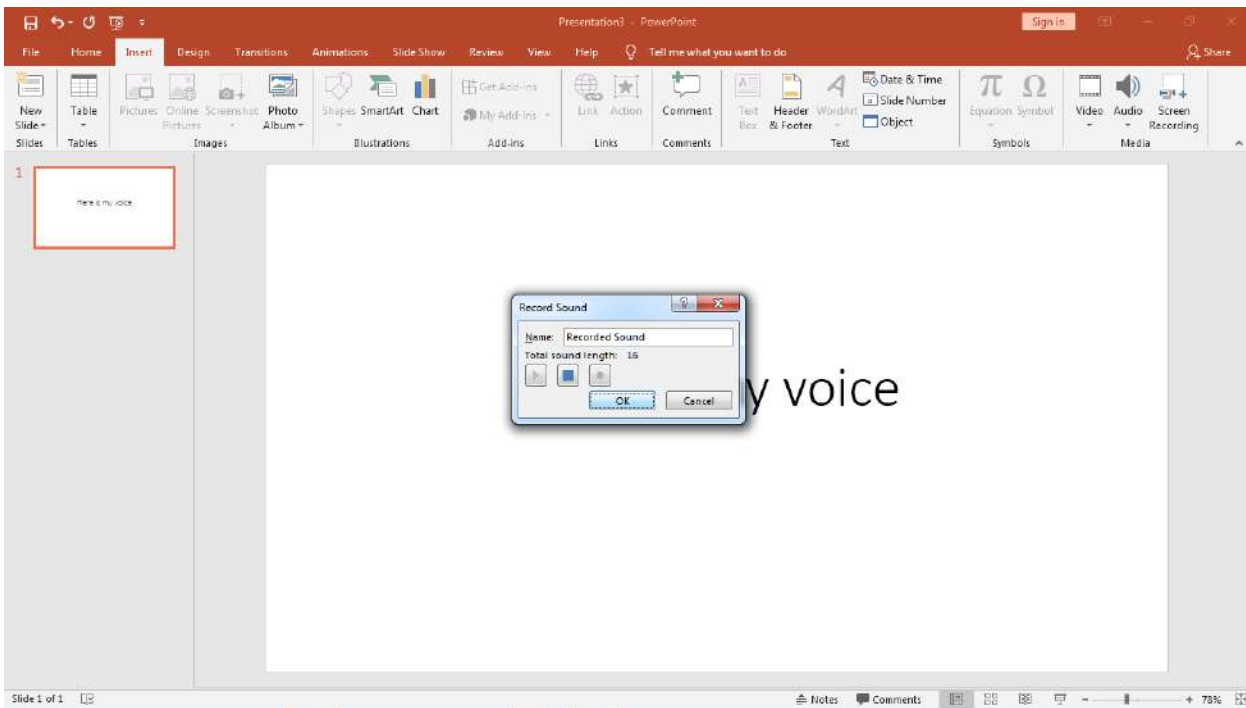 Presentation3 - PowerPoint
Sign in
File Home Insert Design Transitions Animations Slide Show Review View Help Tell me what you want to do
Share
New Slide
Table
Pictures
Online Pictures
Screenshot
Photo Album
Shapes
SmartArt
Chart
Get Add-ins
My Add-ins
Link
Action
Comment
Text Box
Header & Footer
WordArt
Date & Time
Slide Number
Object
Equation
Symbol
Video
Audio
Screen Recording
Slides Tables Images Illustrations Add-ins Links Comments Text Symbols Media
1
Here is my voice
Record Sound
Name: Recorded Sound
Total sound length: 16
OK Cancel
y voice
Slide 1 of 1
Notes Comments
78%